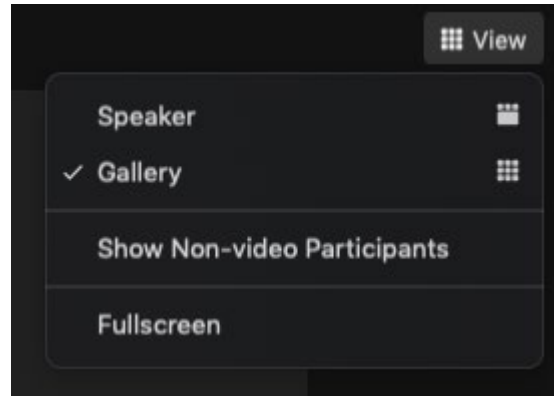 View
Speaker
Gallery
Show Non-video Participants
Fullscreen